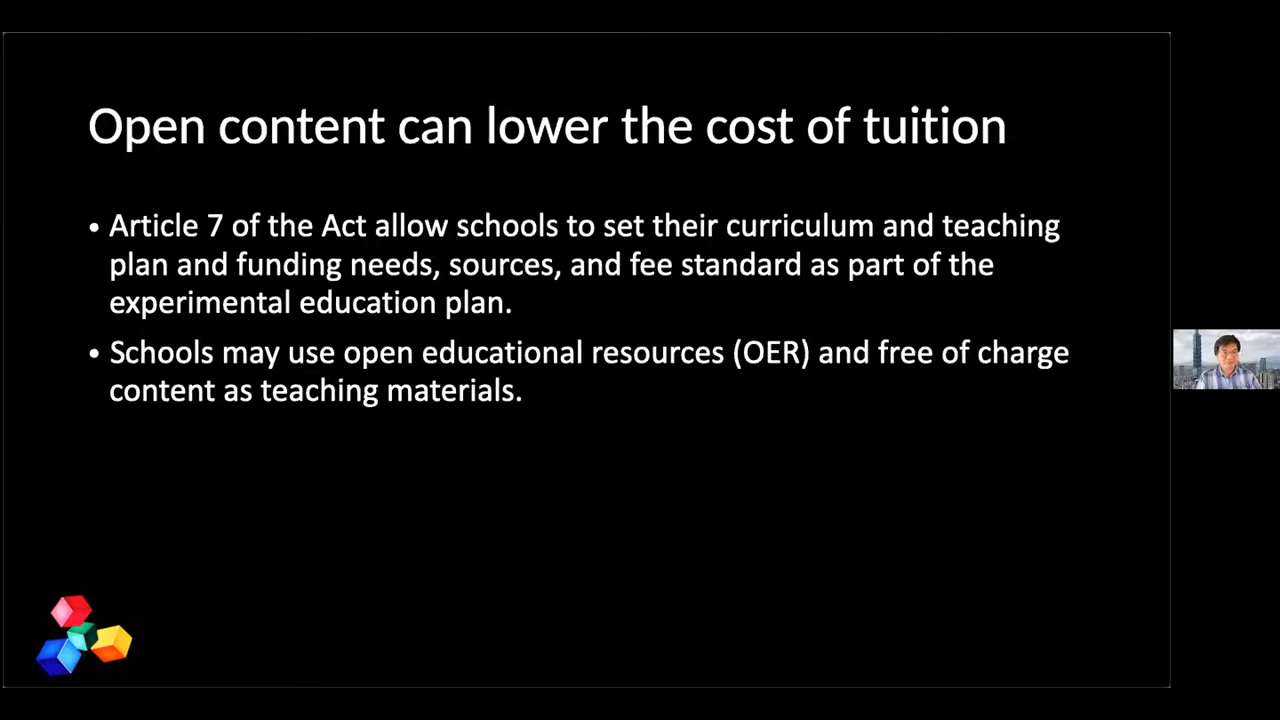 Open content can lower the cost of tuition
• Article 7 of the Act allow schools to set their curriculum and teaching
plan and funding needs, sources, and fee standard as part of the
experimental education plan.
• Schools may use open educational resources (OER) and free of charge
content as teaching materials.